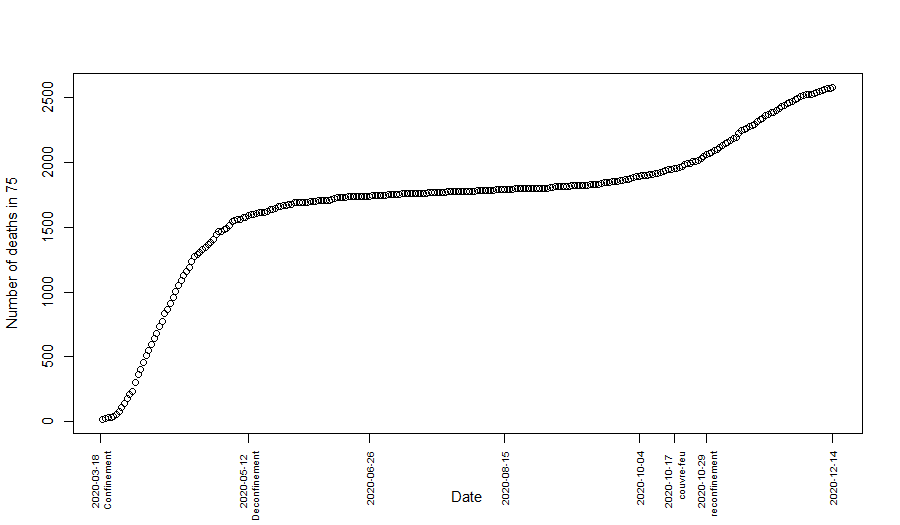 Number of deaths in 75
2500
2000
1500
1000
500
0
2020-03-18
Confinement
2020-05-12
Deconfinement
2020-06-26
2020-08-15
2020-10-04
2020-10-17
couvre-feu
2020-10-29
reconfinement
2020-12-14
Date